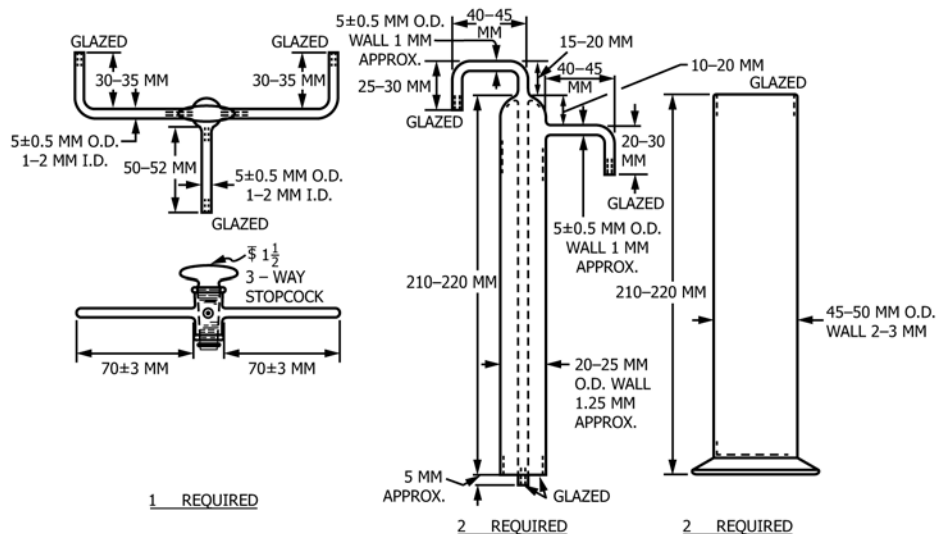 GLAZED
GLAZED
30–35 MM
30–35 MM
5±0.5 MM O.D.
1–2 MM I.D.
50–52 MM
5±0.5 MM O.D.
1–2 MM I.D.
GLAZED
$ 1 1/2
3 – WAY
STOPCOCK
70±3 MM
70±3 MM
1 REQUIRED
5±0.5 MM O.D.
WALL 1 MM
APPROX.
40–45
MM
15–20 MM
40–45
MM
10–20 MM
25–30 MM
GLAZED
20–30
MM
GLAZED
5±0.5 MM O.D.
WALL 1 MM
APPROX.
210–220 MM
20–25 MM
O.D. WALL
1.25 MM
APPROX.
5 MM
APPROX.
GLAZED
2 REQUIRED
GLAZED
210–220 MM
45–50 MM O.D.
WALL 2–3 MM
2 REQUIRED